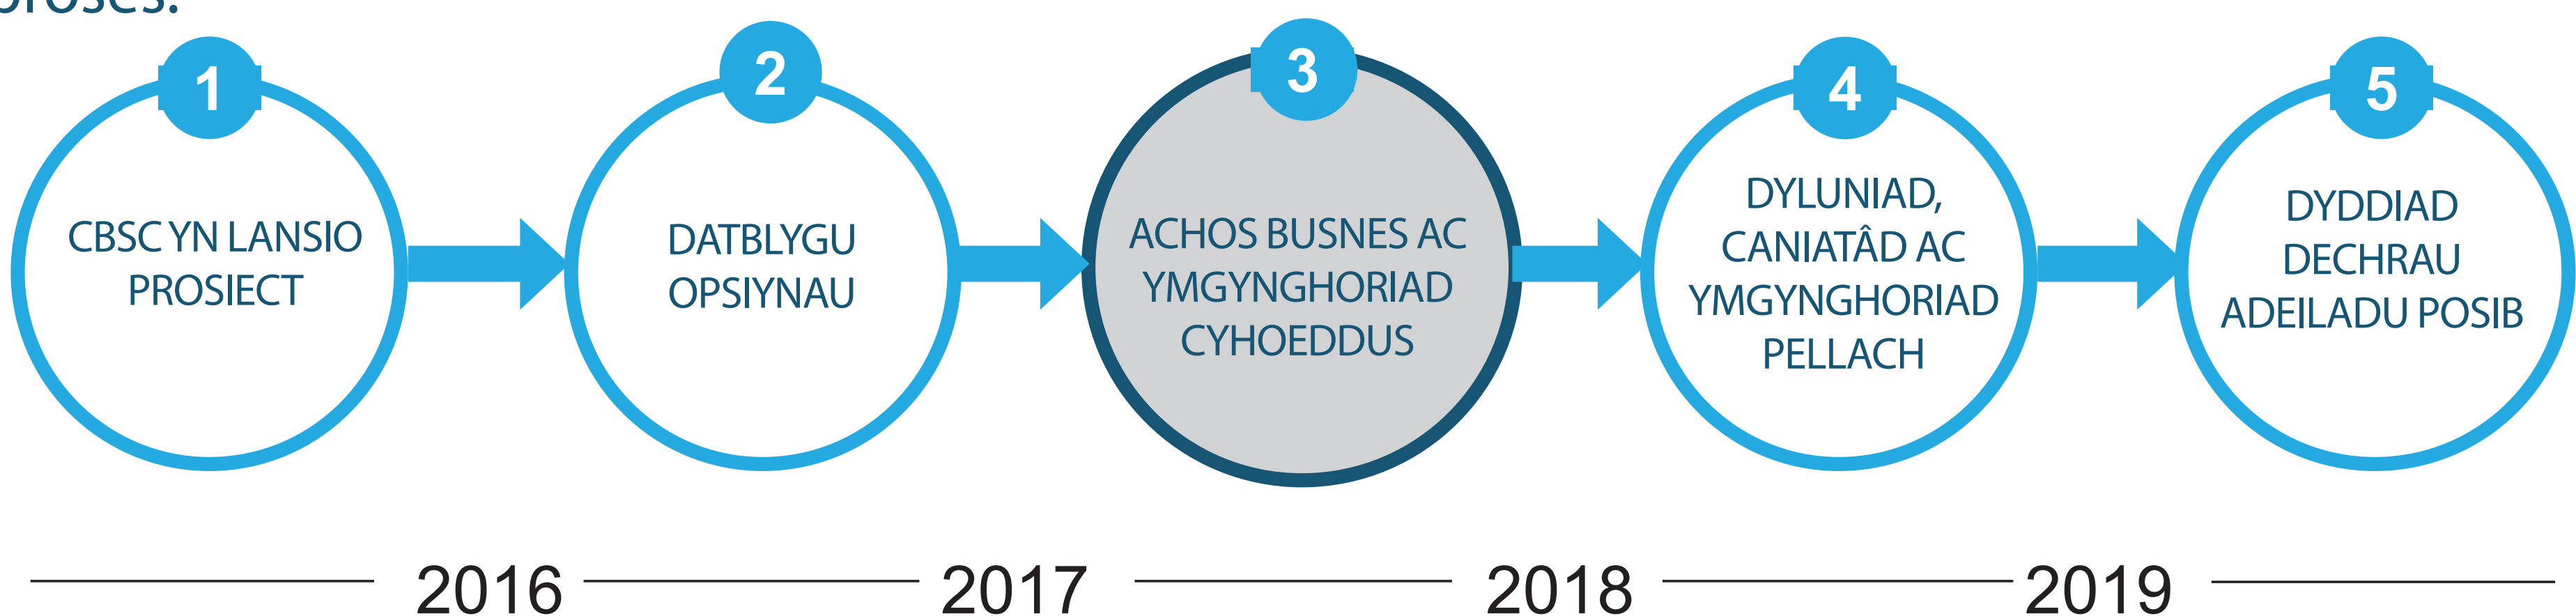 proses.
1
CBSC YN LANSIO
PROSIECT
2
DATBLYGU
OPSIYNAU
3
ACHOS BUSNES AC
YMGYNGHORIAD
CYHOEDDUS
4
DYLUNIAD,
CANIATÂD AC
YMGYNGHORIAD
PELLACH
5
DYDDIAD
DECHRAU
ADEILADU POSIB
2016
2017
2018
2019